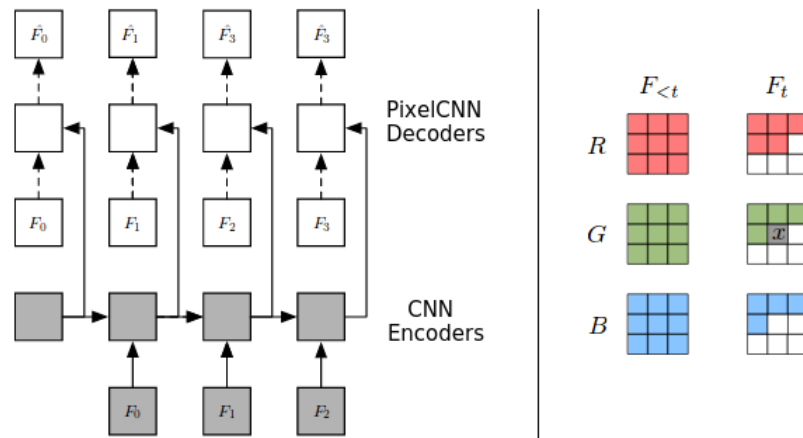 F̂₀ F̂₁ F̂₃ F̂₃
PixelCNN
Decoders
F₀ F₁ F₂ F₃
CNN
Encoders
F₀ F₁ F₂
F<t Fₜ
R
G x
B